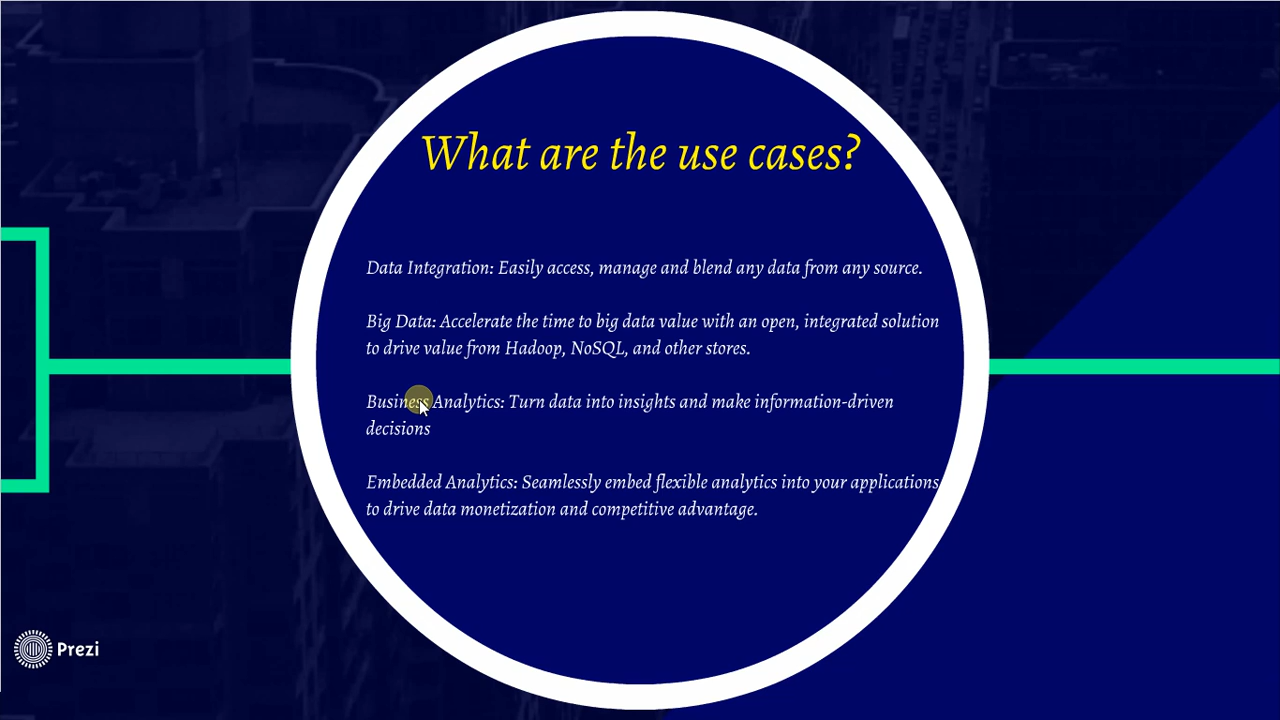 What are the use cases?
Data Integration: Easily access, manage and blend any data from any source.
Big Data: Accelerate the time to big data value with an open, integrated solution
to drive value from Hadoop, NoSQL, and other stores.
Business Analytics: Turn data into insights and make information-driven
decisions
Embedded Analytics: Seamlessly embed flexible analytics into your applications
to drive data monetization and competitive advantage.
Prezi